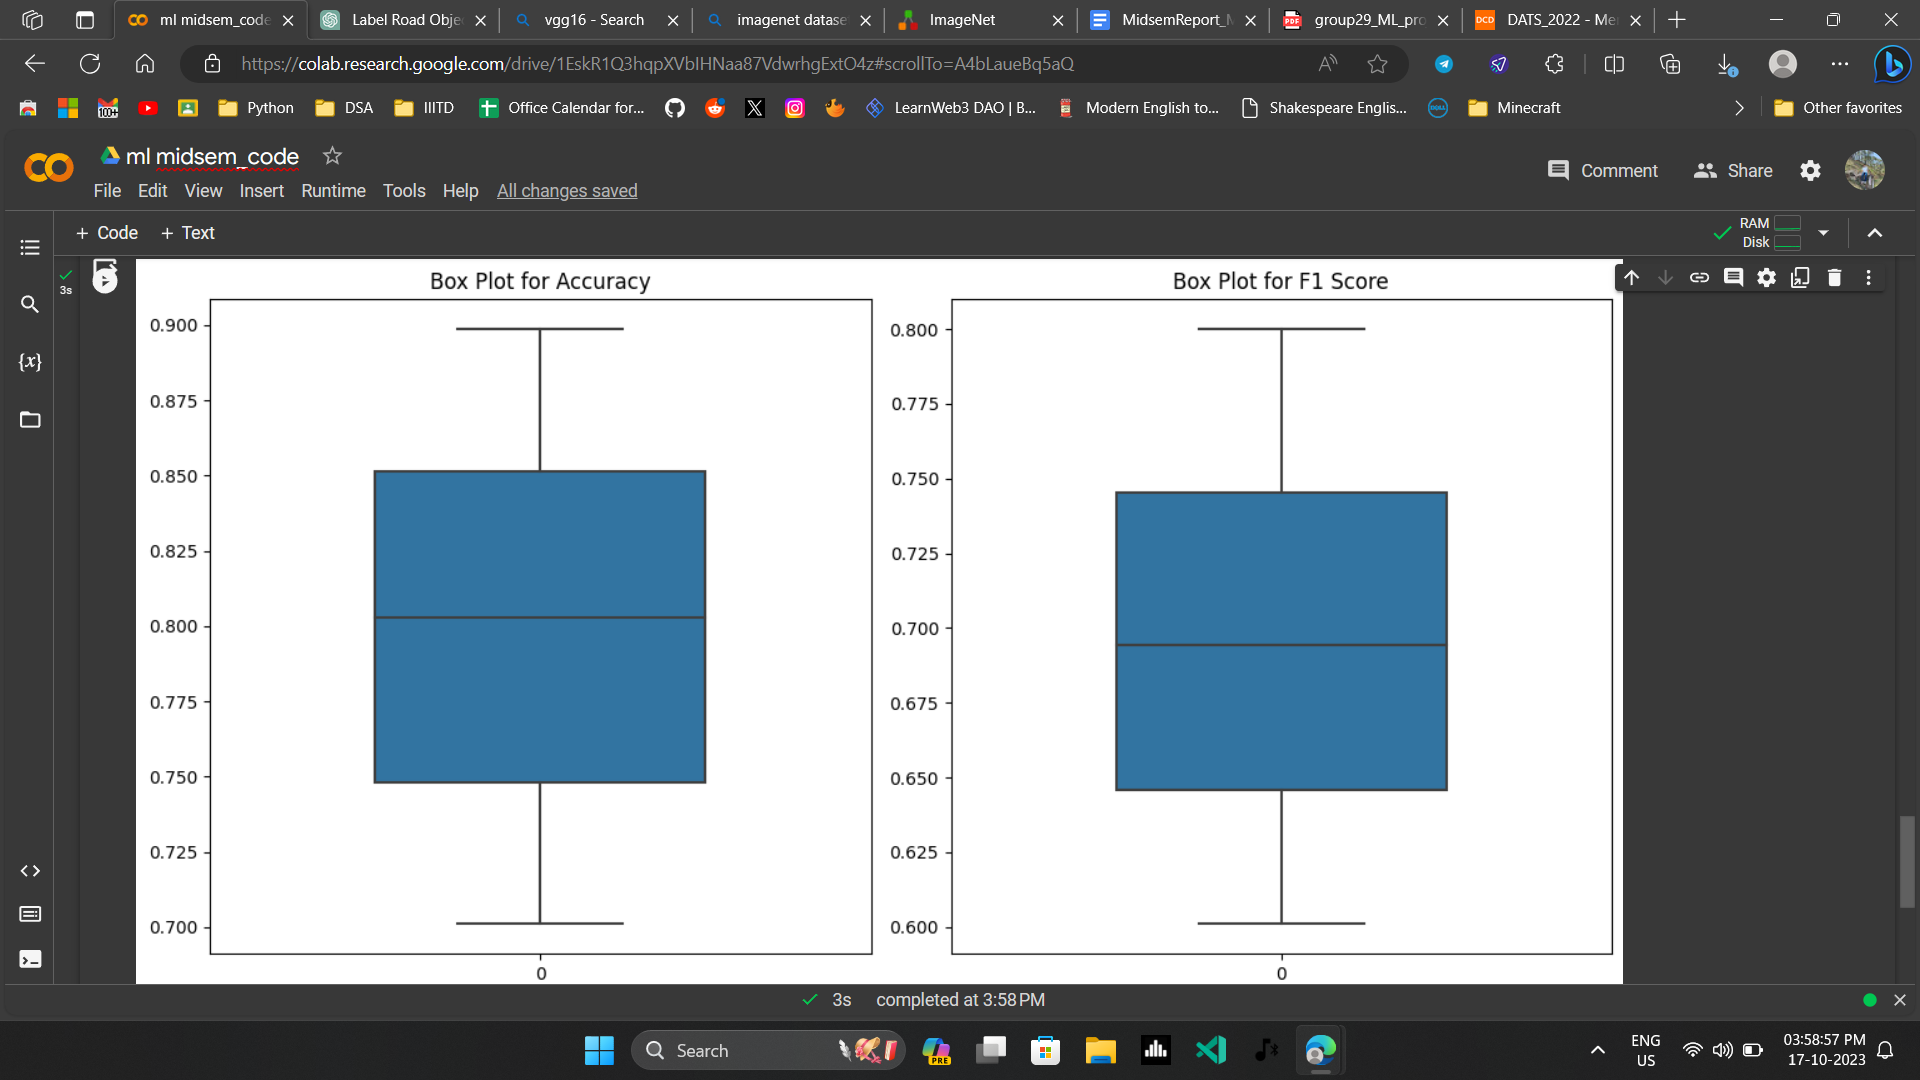 ml midsem_code
Label Road Obje
vgg16 - Search
imagenet datase
ImageNet
MidsemReport_M
PDF
group29_ML_pro
DCD
DATS_2022 - Me
https://colab.research.google.com/drive/1EskR1Q3hqpXVbIHNaa87VdwrhgExtO4z#scrollTo=A4bLaueBq5aQ
100+
Python
DSA
IIITD
Office Calendar for...
LearnWeb3 DAO | B...
Modern English to...
Shakespeare Englis...
DELL
Minecraft
Other favorites
ml midsem_code
File Edit View Insert Runtime Tools Help All changes saved
Comment
Share
+ Code + Text
RAM
Disk
3s
{x}
Box Plot for Accuracy
0.900
0.875
0.850
0.825
0.800
0.775
0.750
0.725
0.700
0
Box Plot for F1 Score
0.800
0.775
0.750
0.725
0.700
0.675
0.650
0.625
0.600
0
3s completed at 3:58 PM
Search
PRE
ENG
US
03:58:57 PM
17-10-2023